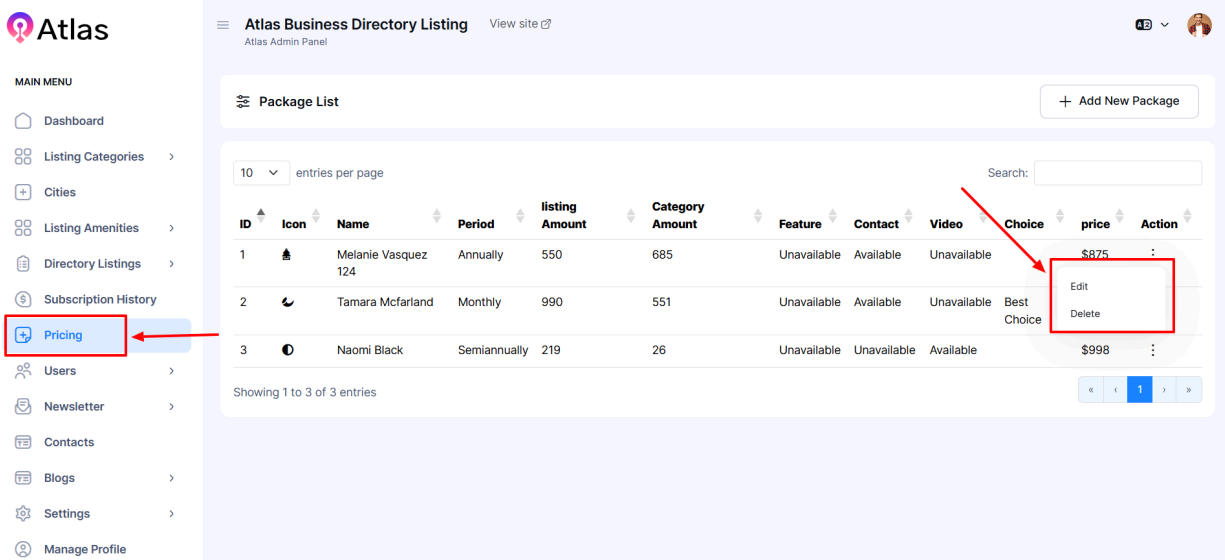 Atlas
Atlas Business Directory Listing View site
Atlas Admin Panel
MAIN MENU
Dashboard
Listing Categories
Cities
Listing Amenities
Directory Listings
Subscription History
Pricing
Users
Newsletter
Contacts
Blogs
Settings
Manage Profile
Package List
Add New Package
10 entries per page
Search:
ID Icon Name Period listing Amount Category Amount Feature Contact Video Choice price Action
1 Melanie Vasquez 124 Annually 550 685 Unavailable Available Unavailable $875
2 Tamara Mcfarland Monthly 990 551 Unavailable Available Unavailable Best Choice
Edit
Delete
3 Naomi Black Semiannually 219 26 Unavailable Unavailable Available $998
Showing 1 to 3 of 3 entries
« ‹ 1 › »